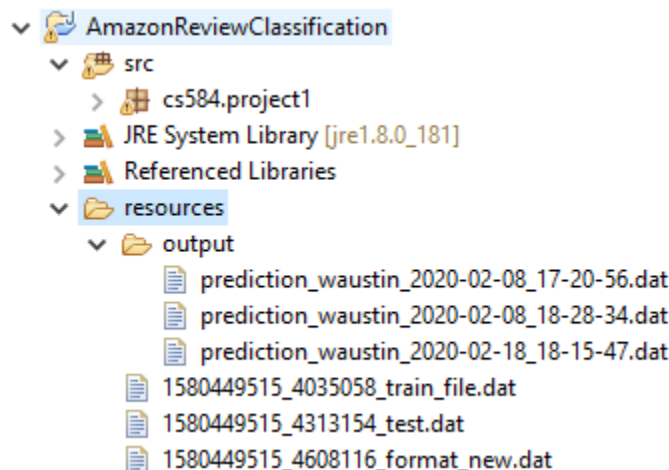 AmazonReviewClassification
src
cs584.project1
JRE System Library [jre1.8.0_181]
Referenced Libraries
resources
output
prediction_waustin_2020-02-08_17-20-56.dat
prediction_waustin_2020-02-08_18-28-34.dat
prediction_waustin_2020-02-18_18-15-47.dat
1580449515_4035058_train_file.dat
1580449515_4313154_test.dat
1580449515_4608116_format_new.dat